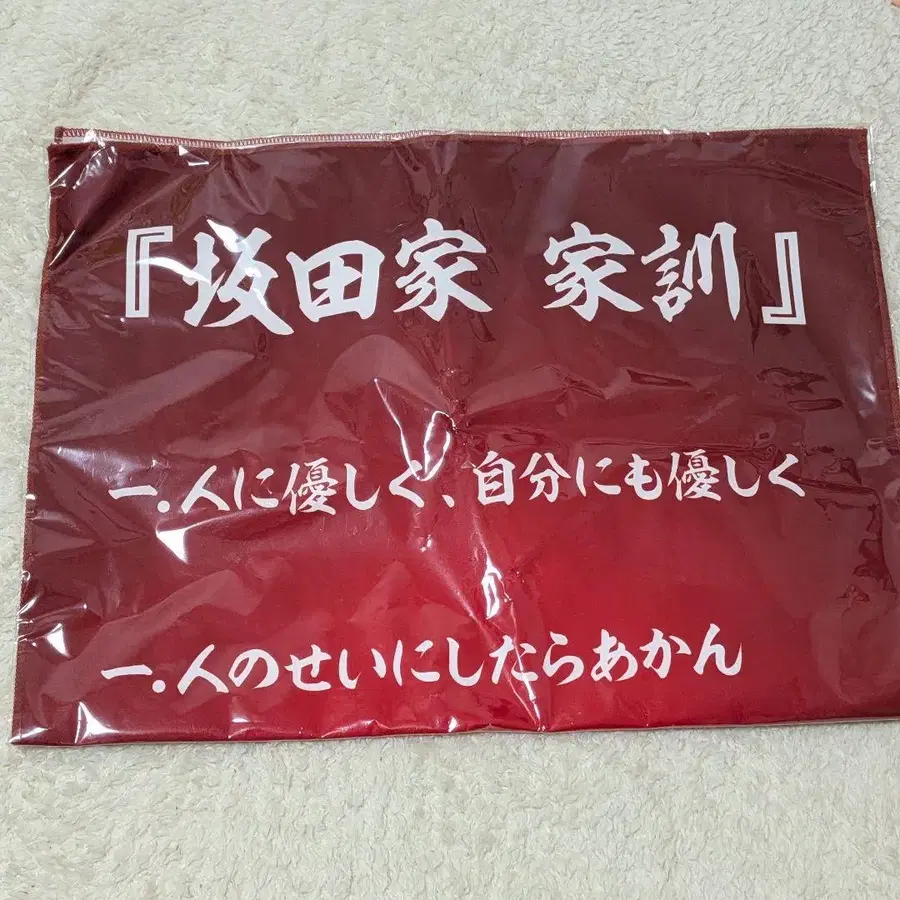 『坂田家 家訓』
一.人に優しく、自分にも優しく
一.人のせいにしたらあかん